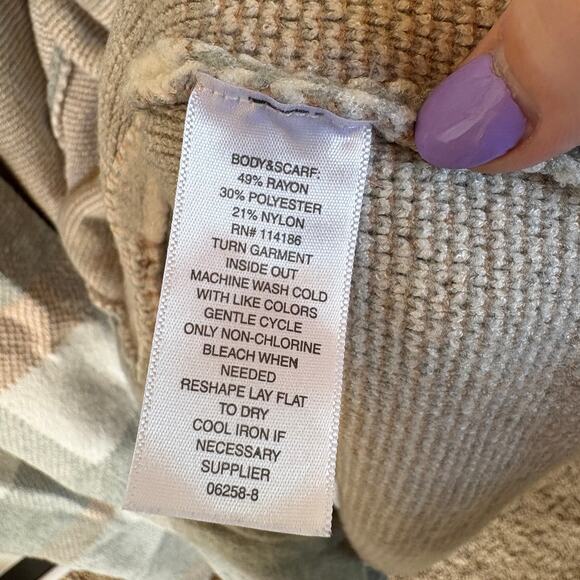 BODY&SCARF:
49% RAYON
30% POLYESTER
21% NYLON
RN# 114186
TURN GARMENT
INSIDE OUT
MACHINE WASH COLD
WITH LIKE COLORS
GENTLE CYCLE
ONLY NON-CHLORINE
BLEACH WHEN
NEEDED
RESHAPE LAY FLAT
TO DRY
COOL IRON IF
NECESSARY
SUPPLIER
06258-8